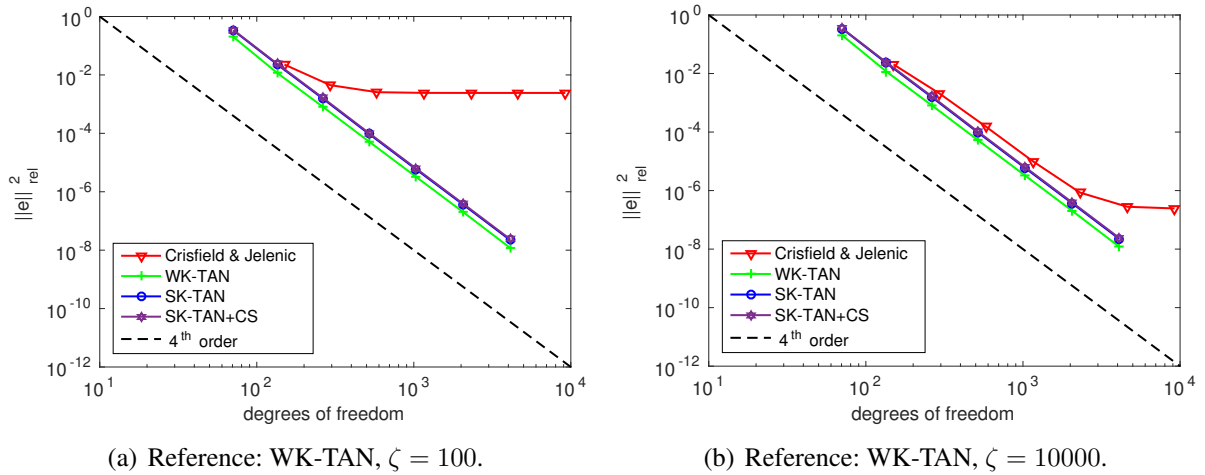 10^0
10^-2
10^-4
10^-6
10^-8
10^-10
10^-12
||e||^2_rel
Crisfield & Jelenic
WK-TAN
SK-TAN
SK-TAN+CS
4^th order
10^1 10^2 10^3 10^4
degrees of freedom
(a) Reference: WK-TAN, ζ = 100.
10^0
10^-2
10^-4
10^-6
10^-8
10^-10
10^-12
||e||^2_rel
Crisfield & Jelenic
WK-TAN
SK-TAN
SK-TAN+CS
4^th order
10^1 10^2 10^3 10^4
degrees of freedom
(b) Reference: WK-TAN, ζ = 10000.